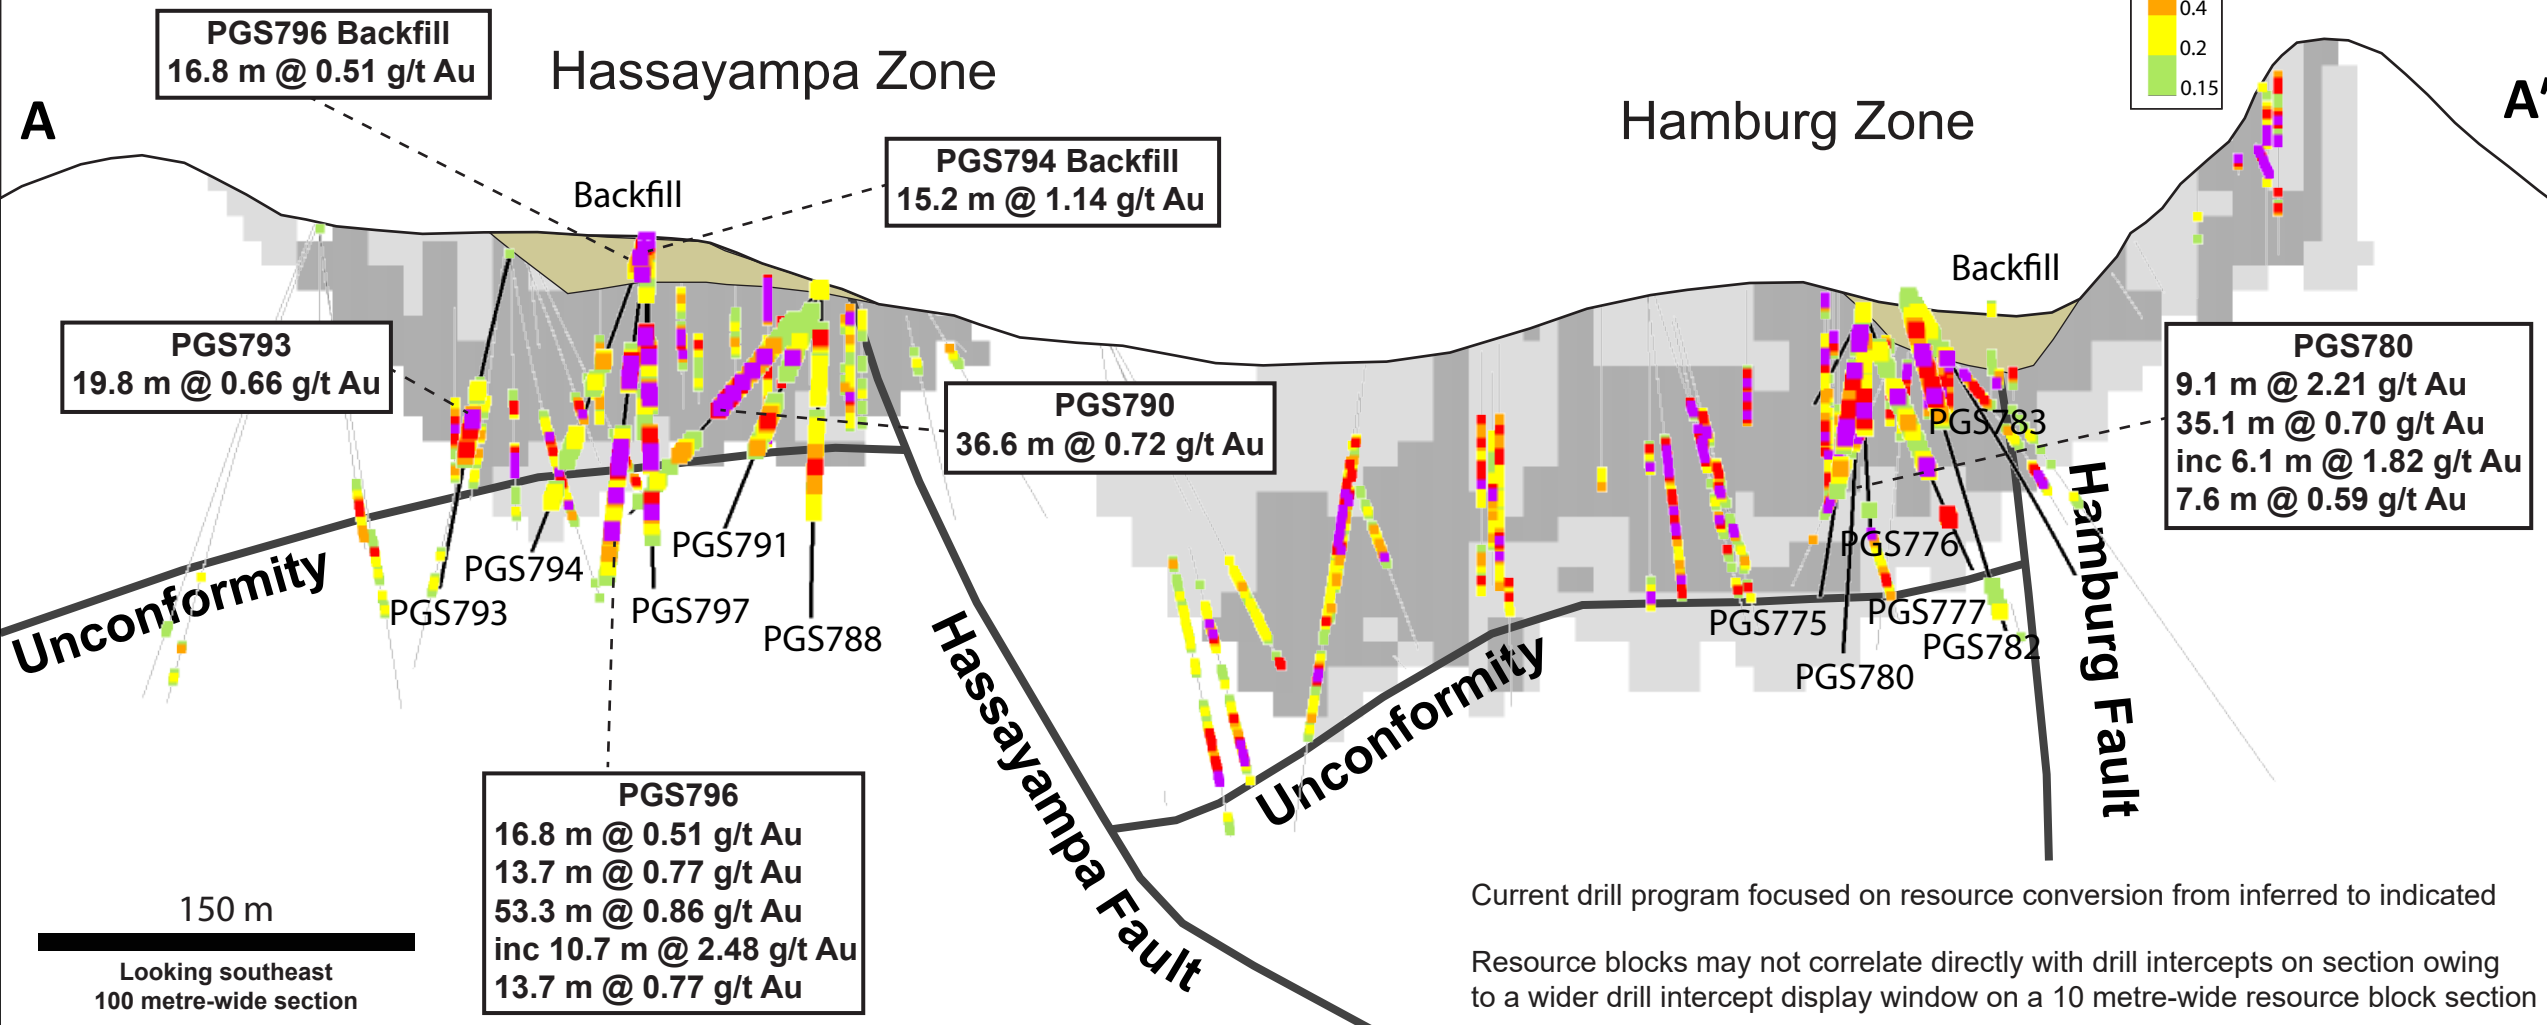 0.4
0.2
0.15
PGS796 Backfill
16.8 m @ 0.51 g/t Au
Hassayampa Zone
Hamburg Zone
A
A'
PGS794 Backfill
15.2 m @ 1.14 g/t Au
Backfill
Backfill
PGS793
19.8 m @ 0.66 g/t Au
PGS790
36.6 m @ 0.72 g/t Au
PGS780
9.1 m @ 2.21 g/t Au
35.1 m @ 0.70 g/t Au
inc 6.1 m @ 1.82 g/t Au
7.6 m @ 0.59 g/t Au
PGS783
PGS776
PGS791
PGS794
PGS793
PGS797
PGS788
PGS775
PGS777
PGS782
PGS780
Unconformity
Hassayampa Fault
Unconformity
Hamburg Fault
PGS796
16.8 m @ 0.51 g/t Au
13.7 m @ 0.77 g/t Au
53.3 m @ 0.86 g/t Au
inc 10.7 m @ 2.48 g/t Au
13.7 m @ 0.77 g/t Au
150 m
Looking southeast
100 metre-wide section
Current drill program focused on resource conversion from inferred to indicated
Resource blocks may not correlate directly with drill intercepts on section owing
to a wider drill intercept display window on a 10 metre-wide resource block section